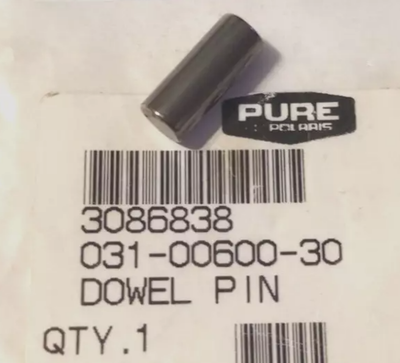 PURE
POLARIS
3086838
031-00600-30
DOWEL PIN
QTY.1